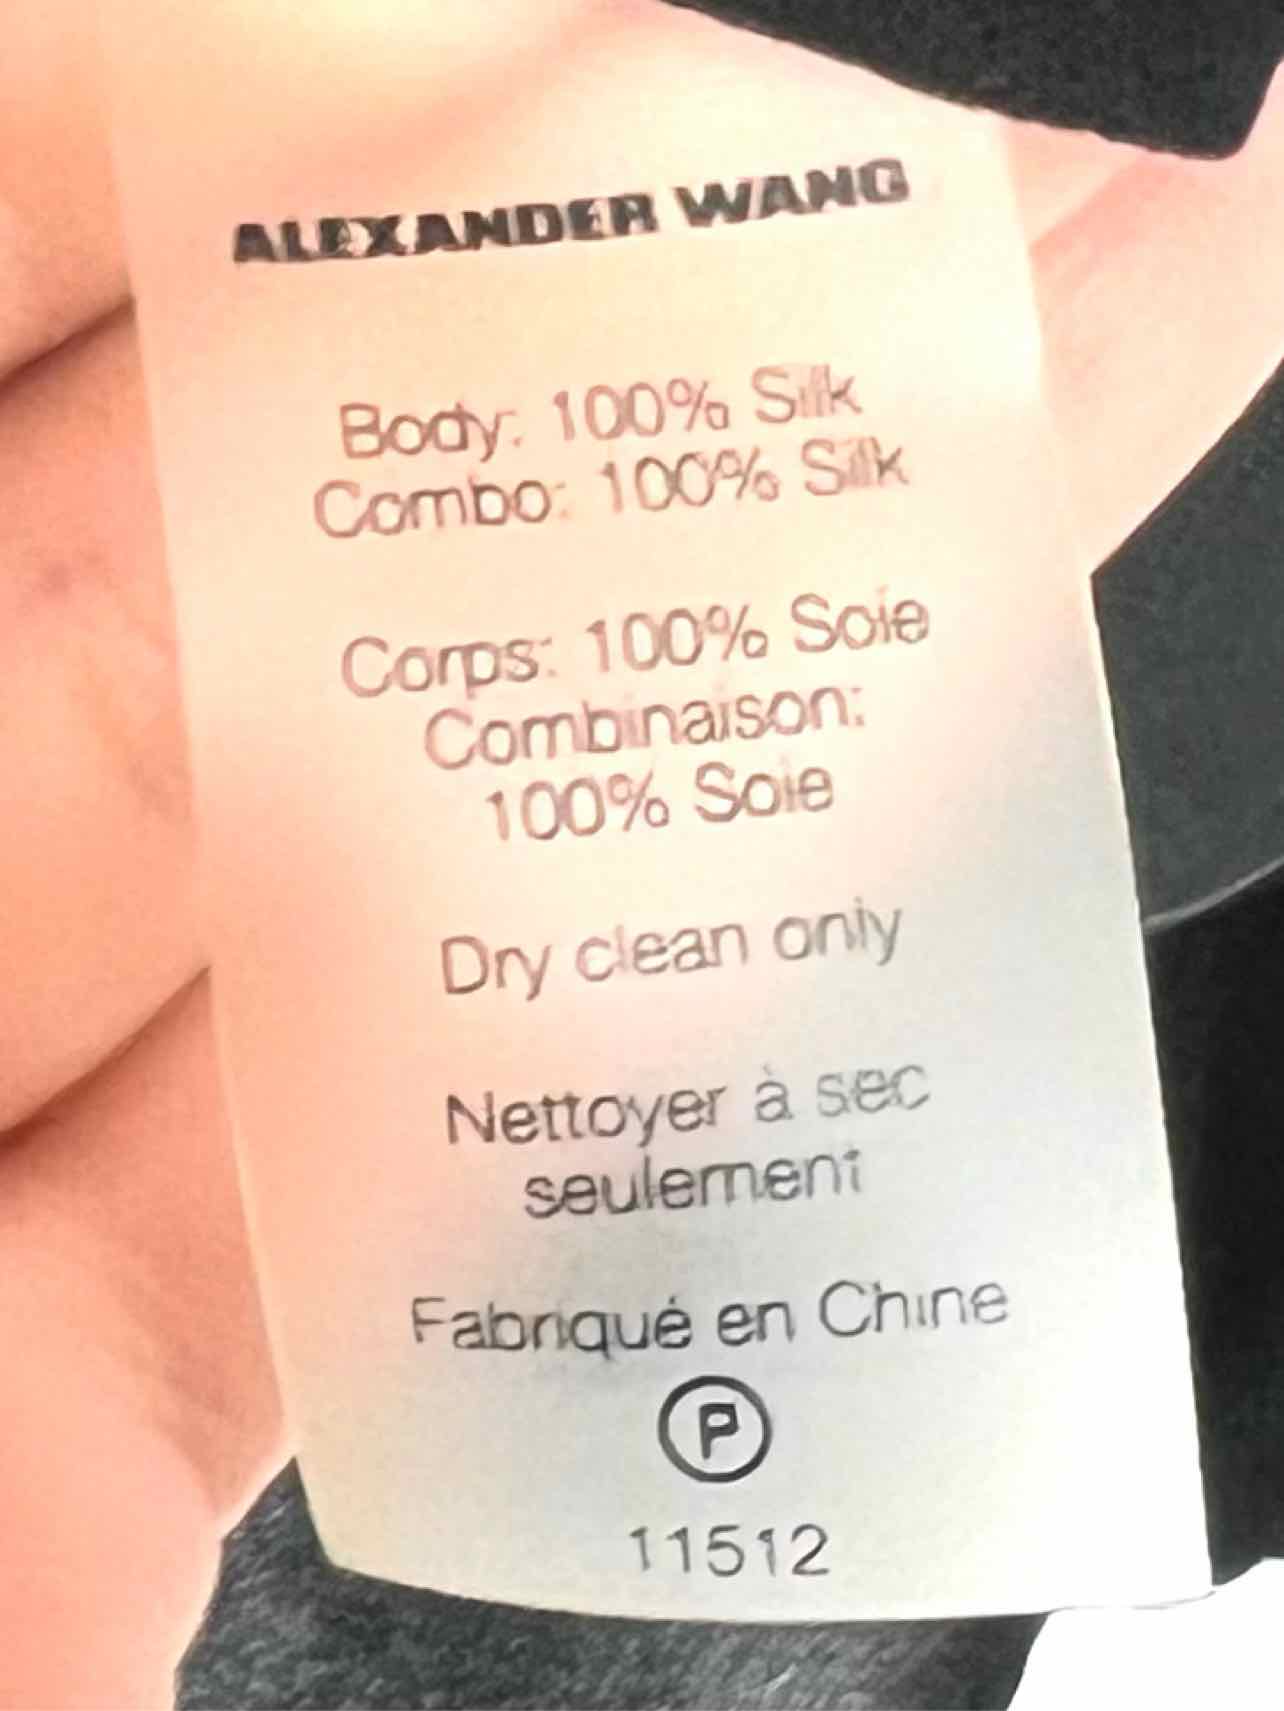 ALEXANDER WANG
Body: 100% Silk
Combo: 100% Silk
Corps: 100% Soie
Combinaison:
100% Soie
Dry clean only
Nettoyer à sec
seulement
Fabriqué en Chine
P
11512